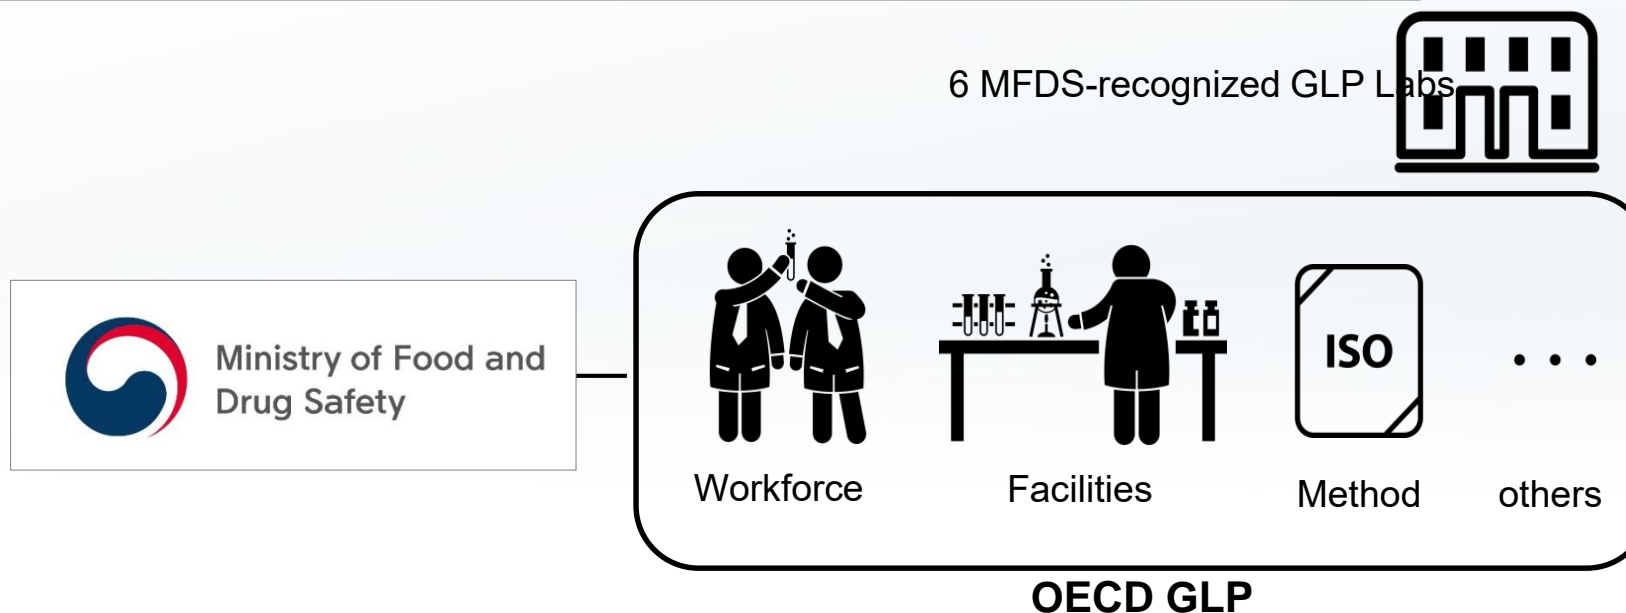 6 MFDS-recognized GLP Labs
Ministry of Food and
Drug Safety
ISO
. . .
Workforce
Facilities
Method
others
OECD GLP